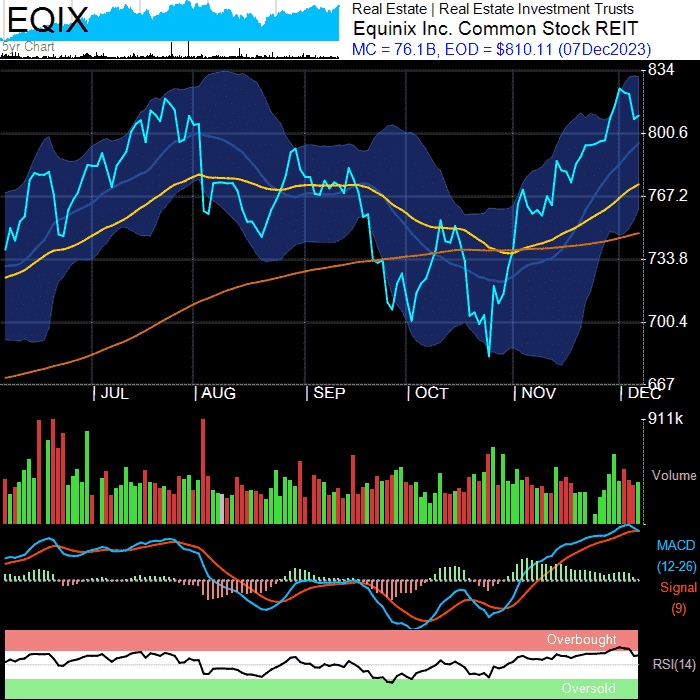 EQIX
5yr Chart
Real Estate | Real Estate Investment Trusts
Equinix Inc. Common Stock REIT
MC = 76.1B, EOD = $810.11 (07Dec2023)
834
800.6
767.2
733.8
700.4
667
| JUL | AUG | SEP | OCT | NOV | DEC
911k
Volume
MACD
(12-26)
Signal
(9)
Overbought
RSI(14)
Oversold